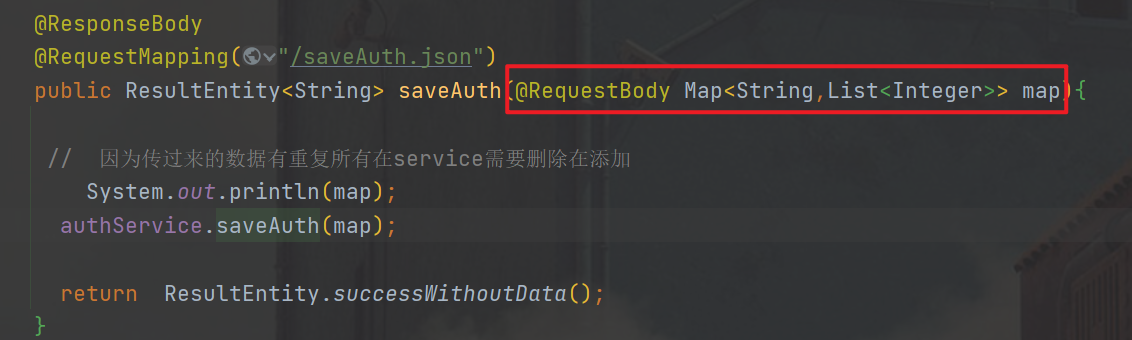 @ResponseBody
@RequestMapping("/saveAuth.json")
public ResultEntity<String> saveAuth(@RequestBody Map<String,List<Integer>> map){
//  因为传过来的数据有重复所有在service需要删除在添加
System.out.println(map);
authService.saveAuth(map);
return  ResultEntity.successWithoutData();
}